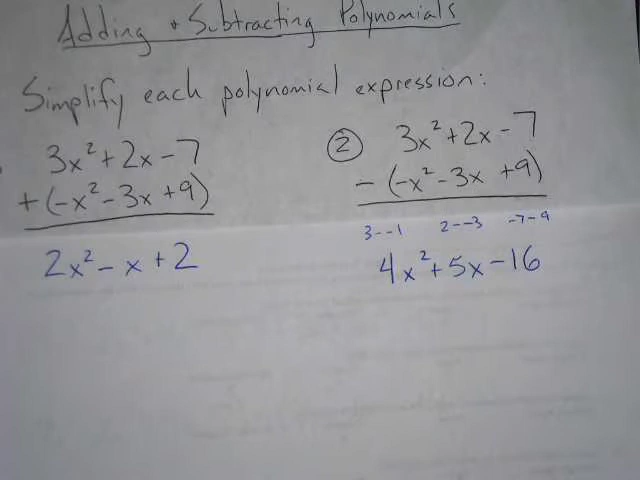 Adding + Subtracting Polynomials
Simplify each polynomial expression:
3x² + 2x - 7
+ (-x² - 3x + 9)
2x² - x + 2
② 3x² + 2x - 7
- (-x² - 3x + 9)
3--1 2--3 -7-9
4x² + 5x - 16